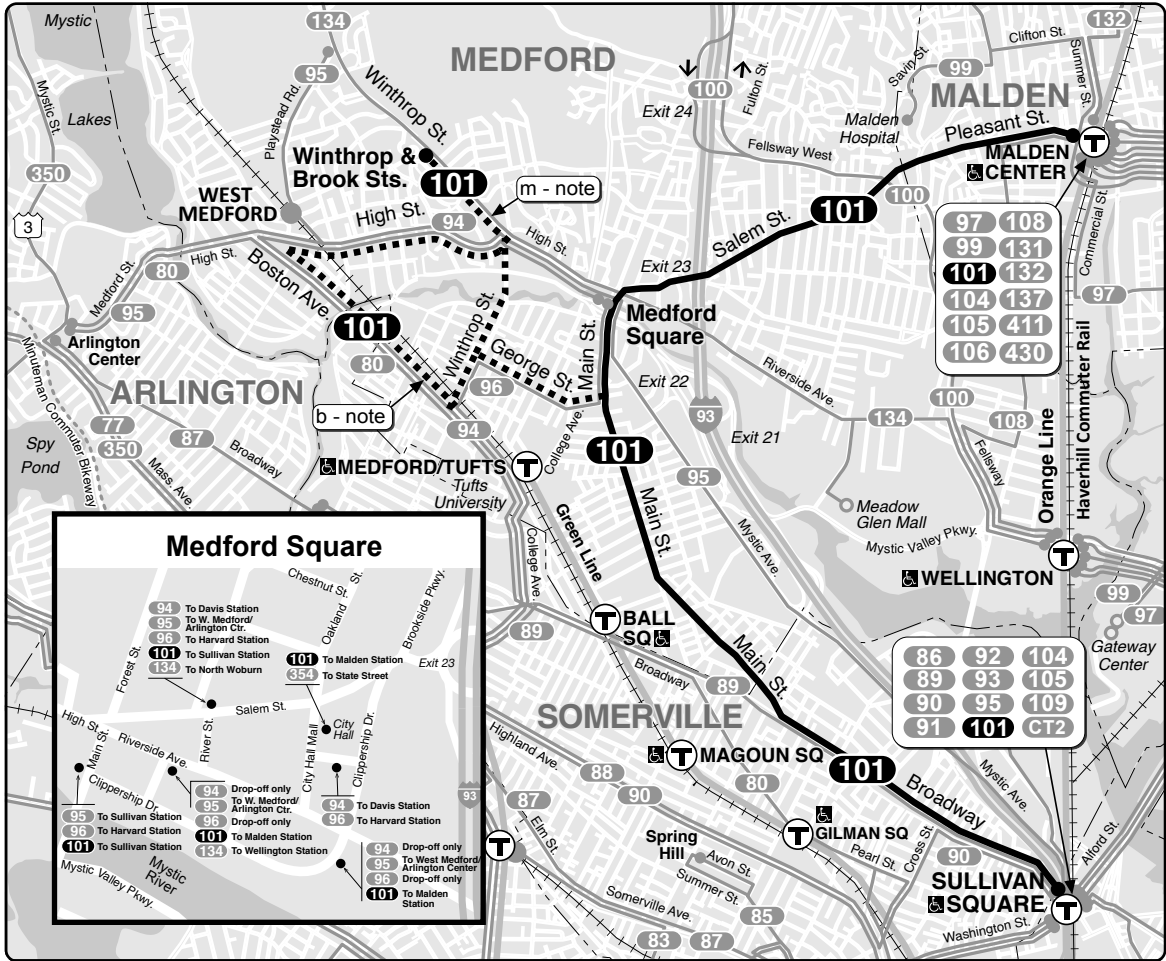 Mystic
Lakes
134
95
Playstead Rd.
Winthrop St.
MEDFORD
Exit 24
100
Fulton St.
Savin St.
Clifton St.
132
Summer St.
99
MALDEN
Malden
Hospital
Pleasant St.
MALDEN
CENTER
T
Fellsway West
100
Mystic St.
350
3
Winthrop &
Brook Sts.
101
m - note
WEST
MEDFORD
High St.
94
High St.
Salem St.
101
Exit 23
97 108
99 131
101 132
104 137
105 411
106 430
Commercial St.
97
Medford St.
80
High St.
95
Boston Ave.
101
80
Winthrop St.
George St.
96
Main St.
Medford
Square
Exit 22
93
Exit 21
Riverside Ave.
134
100
108
Fellsway
Orange Line
Haverhill Commuter Rail
Arlington
Center
Minuteman Commuter Bikeway
ARLINGTON
77
350
87
Broadway
Mass. Ave.
Spy
Pond
b - note
94
College Ave.
MEDFORD/TUFTS
T
Tufts
University
101
Main St.
95
Mystic Ave.
Meadow
Glen Mall
Mystic Valley Pkwy.
T
WELLINGTON
99
97
Gateway
Center
Green Line
College Ave.
T
BALL
SQ
89
Broadway
89
Main St.
SOMERVILLE
Highland Ave.
T
MAGOUN SQ
88
90
80
101
Broadway
86 92 104
89 93 105
90 95 109
91 101 CT2
Mystic Ave.
Alford St.
T
GILMAN SQ
Pearl St.
Cross St.
90
SULLIVAN
SQUARE
T
Washington St.
87
Elm St.
T
Spring
Hill
Avon St.
Summer St.
85
Somerville Ave.
83
87
Medford Square
Chestnut St.
Oakland St.
Brookside Pkwy.
Exit 23
Forest St.
94 To Davis Station
95 To W. Medford/
Arlington Ctr.
96 To Harvard Station
101 To Sullivan Station
134 To North Woburn
101 To Malden Station
354 To State Street
Salem St.
City
Hall
High St.
Main St.
Riverside Ave.
River St.
City Hall Mall
Clippership Dr.
Clippership Dr.
93
95 To Sullivan Station
96 To Harvard Station
101 To Sullivan Station
94 Drop-off only
95 To W. Medford/
Arlington Ctr.
96 Drop-off only
101 To Malden Station
134 To Wellington Station
94 To Davis Station
96 To Harvard Station
94 Drop-off only
95 To West Medford/
Arlington Center
96 Drop-off only
101 To Malden
Station
Mystic Valley Pkwy.
Mystic
River